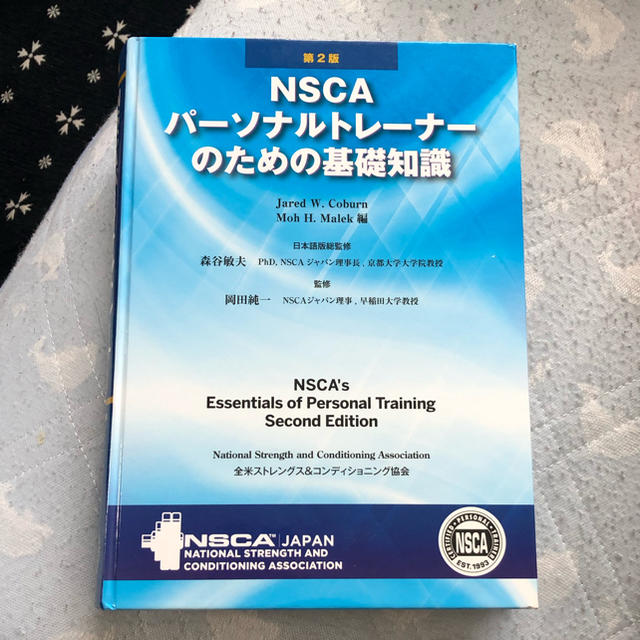 第2版
NSCA
パーソナルトレーナー
のための基礎知識
Jared W. Coburn
Moh H. Malek 編
日本語版総監修
森谷敏夫 PhD, NSCA ジャパン理事長, 京都大学大学院教授
監修
岡田純一 NSCAジャパン理事, 早稲田大学教授
NSCA's
Essentials of Personal Training
Second Edition
National Strength and Conditioning Association
全米ストレングス&コンディショニング協会
NSCA™ JAPAN
NATIONAL STRENGTH AND
CONDITIONING ASSOCIATION
CERTIFIED PERSONAL TRAINER
NSCA
EST. 1993